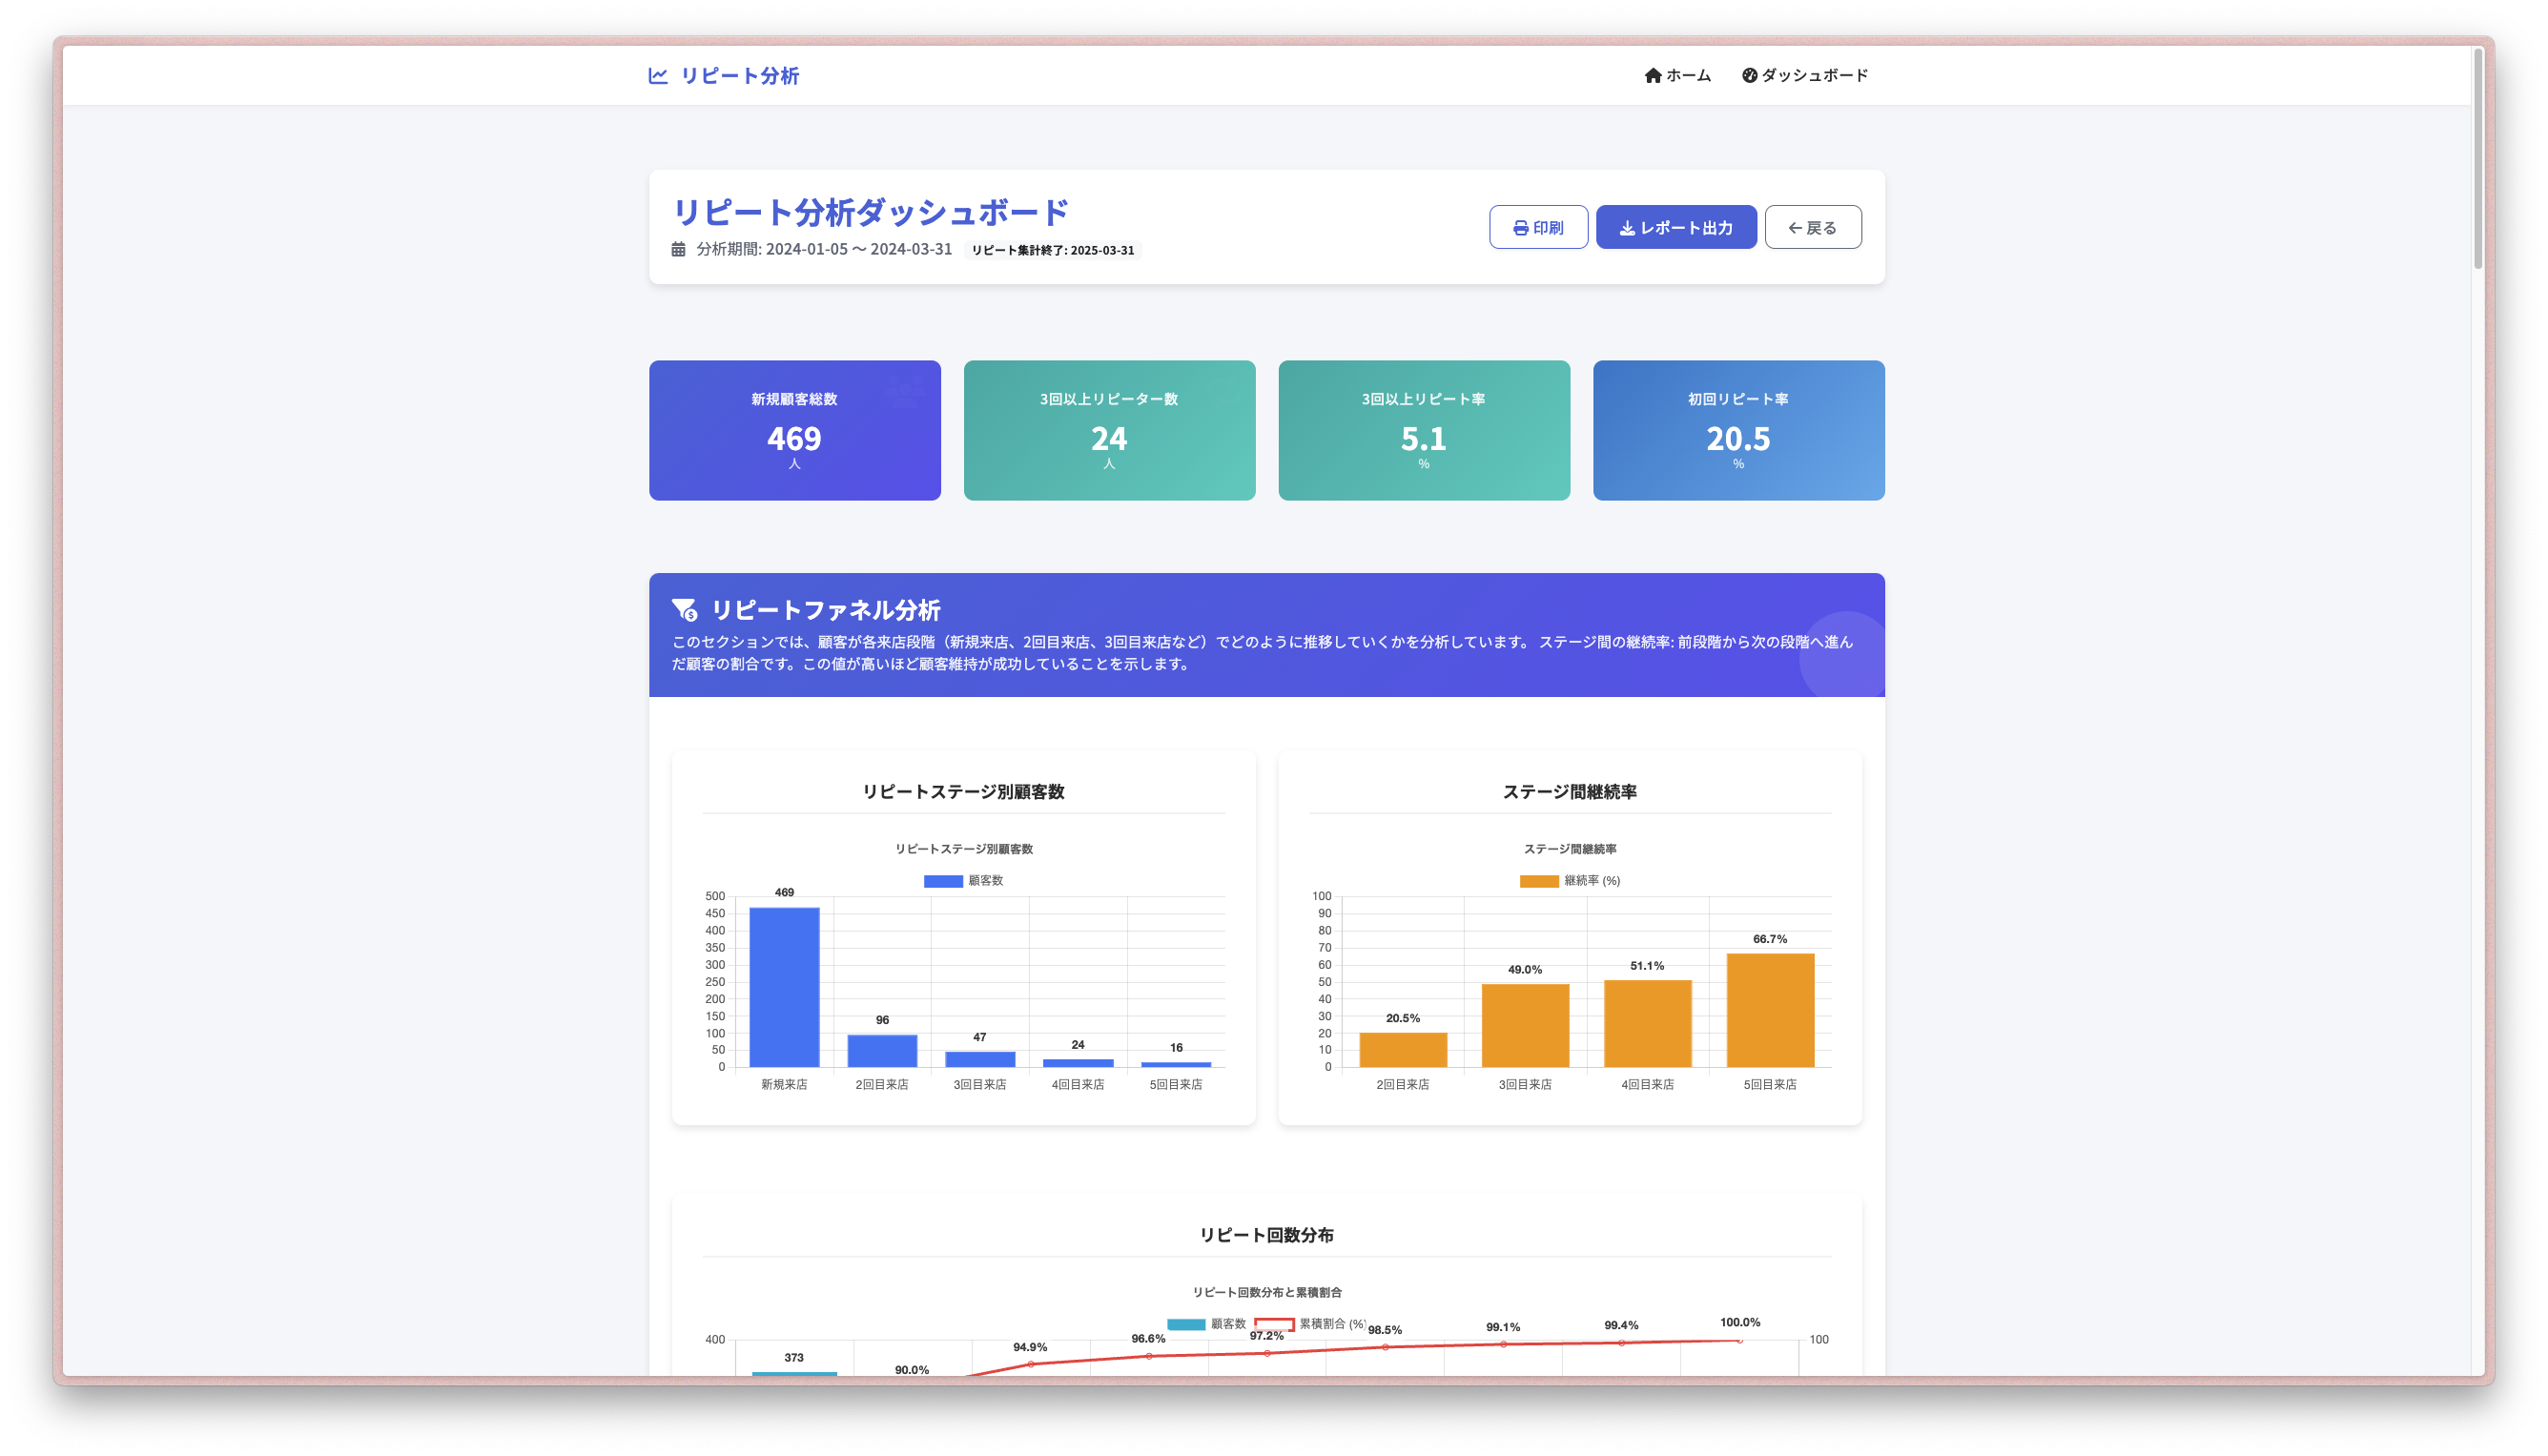 リピート分析
ホーム
ダッシュボード
リピート分析ダッシュボード
分析期間: 2024-01-05 〜 2024-03-31
リピート集計終了: 2025-03-31
印刷
レポート出力
戻る
新規顧客総数
469
人
3回以上リピーター数
24
人
3回以上リピート率
5.1
%
初回リピート率
20.5
%
リピートファネル分析
このセクションでは、顧客が各来店段階（新規来店、2回目来店、3回目来店など）でどのように推移していくかを分析しています。 ステージ間の継続率: 前段階から次の段階へ進ん
だ顧客の割合です。この値が高いほど顧客維持が成功していることを示します。
リピートステージ別顧客数
リピートステージ別顧客数
顧客数
500
450
400
350
300
250
200
150
100
50
0
469
96
47
24
16
新規来店
2回目来店
3回目来店
4回目来店
5回目来店
ステージ間継続率
ステージ間継続率
継続率 (%)
100
90
80
70
60
50
40
30
20
10
0
20.5%
49.0%
51.1%
66.7%
2回目来店
3回目来店
4回目来店
5回目来店
リピート回数分布
リピート回数分布と累積割合
顧客数
累積割合 (%)
400
373
90.0%
94.9%
96.6%
97.2%
98.5%
99.1%
99.4%
100.0%
100